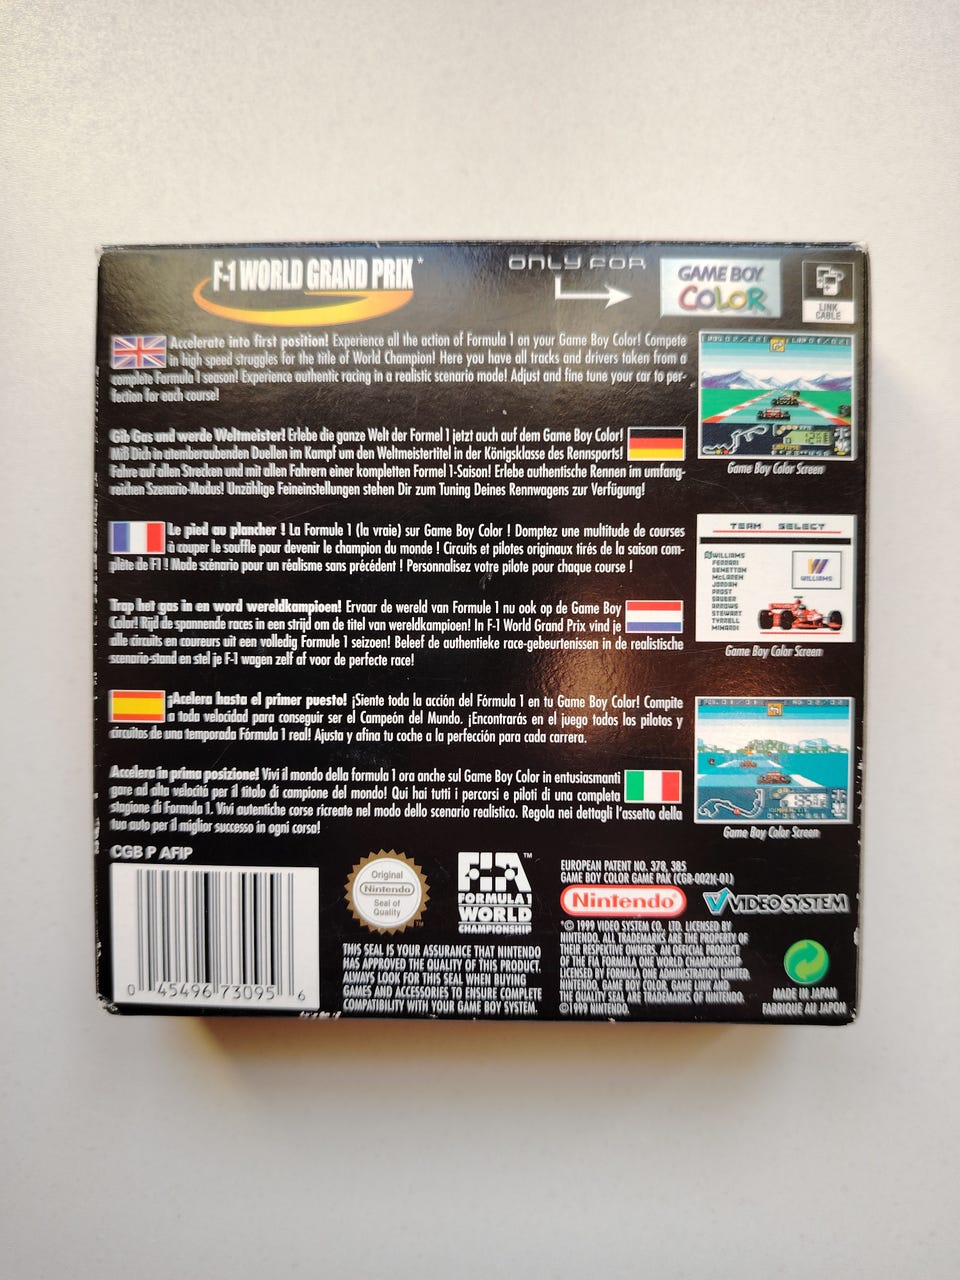 F-1 WORLD GRAND PRIX*
ONLY FOR
GAME BOY
COLOR
LINK
CABLE
Accelerate into first position! Experience all the action of Formula 1 on your Game Boy Color! Compete
in high speed struggles for the title of World Champion! Here you have all tracks and drivers taken from a
complete Formula 1 season! Experience authentic racing in a realistic scenario mode! Adjust and fine tune your car to per-
fection for each course!
Gib Gas und werde Weltmeister! Erlebe die ganze Welt der Formel 1 jetzt auch auf dem Game Boy Color!
Miß Dich in atemberaubenden Duellen im Kampf um den Weltmeistertitel in der Königsklasse des Rennsports!
Fahre auf allen Strecken und mit allen Fahrern einer kompletten Formel 1-Saison! Erlebe authentische Rennen im umfang-
reichen Szenario-Modus! Unzählige Feineinstellungen stehen Dir zum Tuning Deines Rennwagens zur Verfügung!
Game Boy Color Screen
Le pied au plancher ! La Formule 1 (la vraie) sur Game Boy Color ! Domptez une multitude de courses
à couper le souffle pour devenir le champion du monde ! Circuits et pilotes originaux tirés de la saison com-
plète de F1 ! Mode scénario pour un réalisme sans précédent ! Personnalisez votre pilote pour chaque course !
TEAM SELECT
WILLIAMS
FERRARI
BENETTON
McLAREN
JORDAN
PROST
SAUBER
ARROWS
STEWART
TYRRELL
MINARDI
WILLIAMS
Game Boy Color Screen
Trap het gas in en word wereldkampioen! Ervaar de wereld van Formule 1 nu ook op de Game Boy
Color! Rijd de spannende races in een strijd om de titel van wereldkampioen! In F-1 World Grand Prix vind je
alle circuits en coureurs uit een volledig Formule 1 seizoen! Beleef de authentieke race-gebeurtenissen in de realistische
scenario-stand en stel je F-1 wagen zelf af voor de perfecte race!
¡Acelera hasta el primer puesto! ¡Siente toda la acción del Fórmula 1 en tu Game Boy Color! Compite
a toda velocidad para conseguir ser el Campeón del Mundo. ¡Encontrarás en el juego todos los pilotos y
circuitos de una temporada Fórmula 1 real! Ajusta y afina tu coche a la perfección para cada carrera.
Accelera in prima posizione! Vivi il mondo della formula 1 ora anche sul Game Boy Color in entusiasmanti
gare ad alta velocitá per il titolo di campione del mondo! Qui hai tutti i percorsi e piloti di una completa
stagione di Formula 1. Vivi autentiche corse ricreate nel modo dello scenario realistico. Regola nei dettagli l'assetto della
tua auto per il miglior successo in ogni corsa!
Game Boy Color Screen
CGB P AFIP
0 45496 73095 6
Original
Nintendo
Seal of
Quality
TM
THIS SEAL IS YOUR ASSURANCE THAT NINTENDO
HAS APPROVED THE QUALITY OF THIS PRODUCT.
ALWAYS LOOK FOR THIS SEAL WHEN BUYING
GAMES AND ACCESSORIES TO ENSURE COMPLETE
COMPATIBILITY WITH YOUR GAME BOY SYSTEM.
FIA™
FORMULA 1
WORLD
CHAMPIONSHIP
EUROPEAN PATENT NO. 378, 385
GAME BOY COLOR GAME PAK (CGB-002)(-01)
Nintendo®
VIDEO SYSTEM
*© 1999 VIDEO SYSTEM CO., LTD. LICENSED BY
NINTENDO. ALL TRADEMARKS ARE THE PROPERTY OF
THEIR RESPEKTIVE OWNERS. AN OFFICIAL PRODUCT
OF THE FIA FORMULA ONE WORLD CHAMPIONSHIP.
LICENSED BY FORMULA ONE ADMINISTRATION LIMITED.
NINTENDO, GAME BOY COLOR, GAME LINK AND
THE QUALITY SEAL ARE TRADEMARKS OF NINTENDO.
©1999 NINTENDO.
MADE IN JAPAN
FABRIQUE AU JAPON